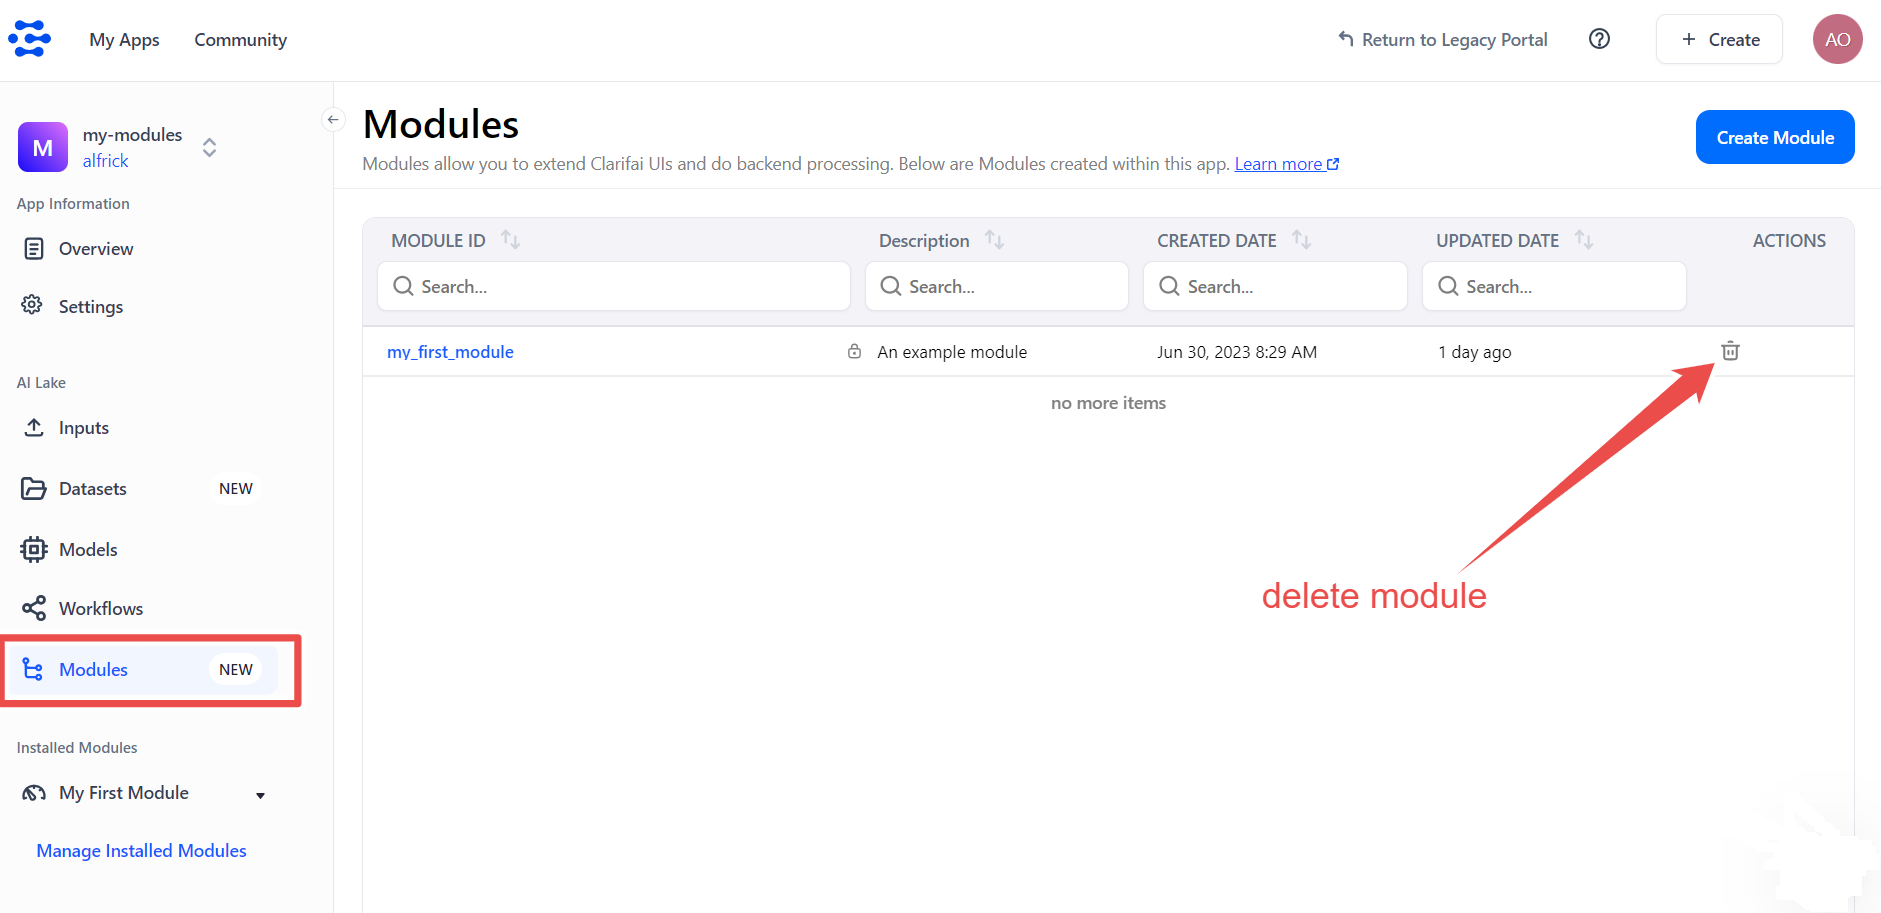 My Apps
Community
Return to Legacy Portal
?
+ Create
AO
M
my-modules
alfrick
App Information
Overview
Settings
AI Lake
Inputs
Datasets NEW
Models
Workflows
Modules NEW
Installed Modules
My First Module
Manage Installed Modules
Modules
Modules allow you to extend Clarifai UIs and do backend processing. Below are Modules created within this app. Learn more
Create Module
MODULE ID Description CREATED DATE UPDATED DATE ACTIONS
Search... Search... Search... Search...
my_first_module An example module Jun 30, 2023 8:29 AM 1 day ago
no more items
delete module